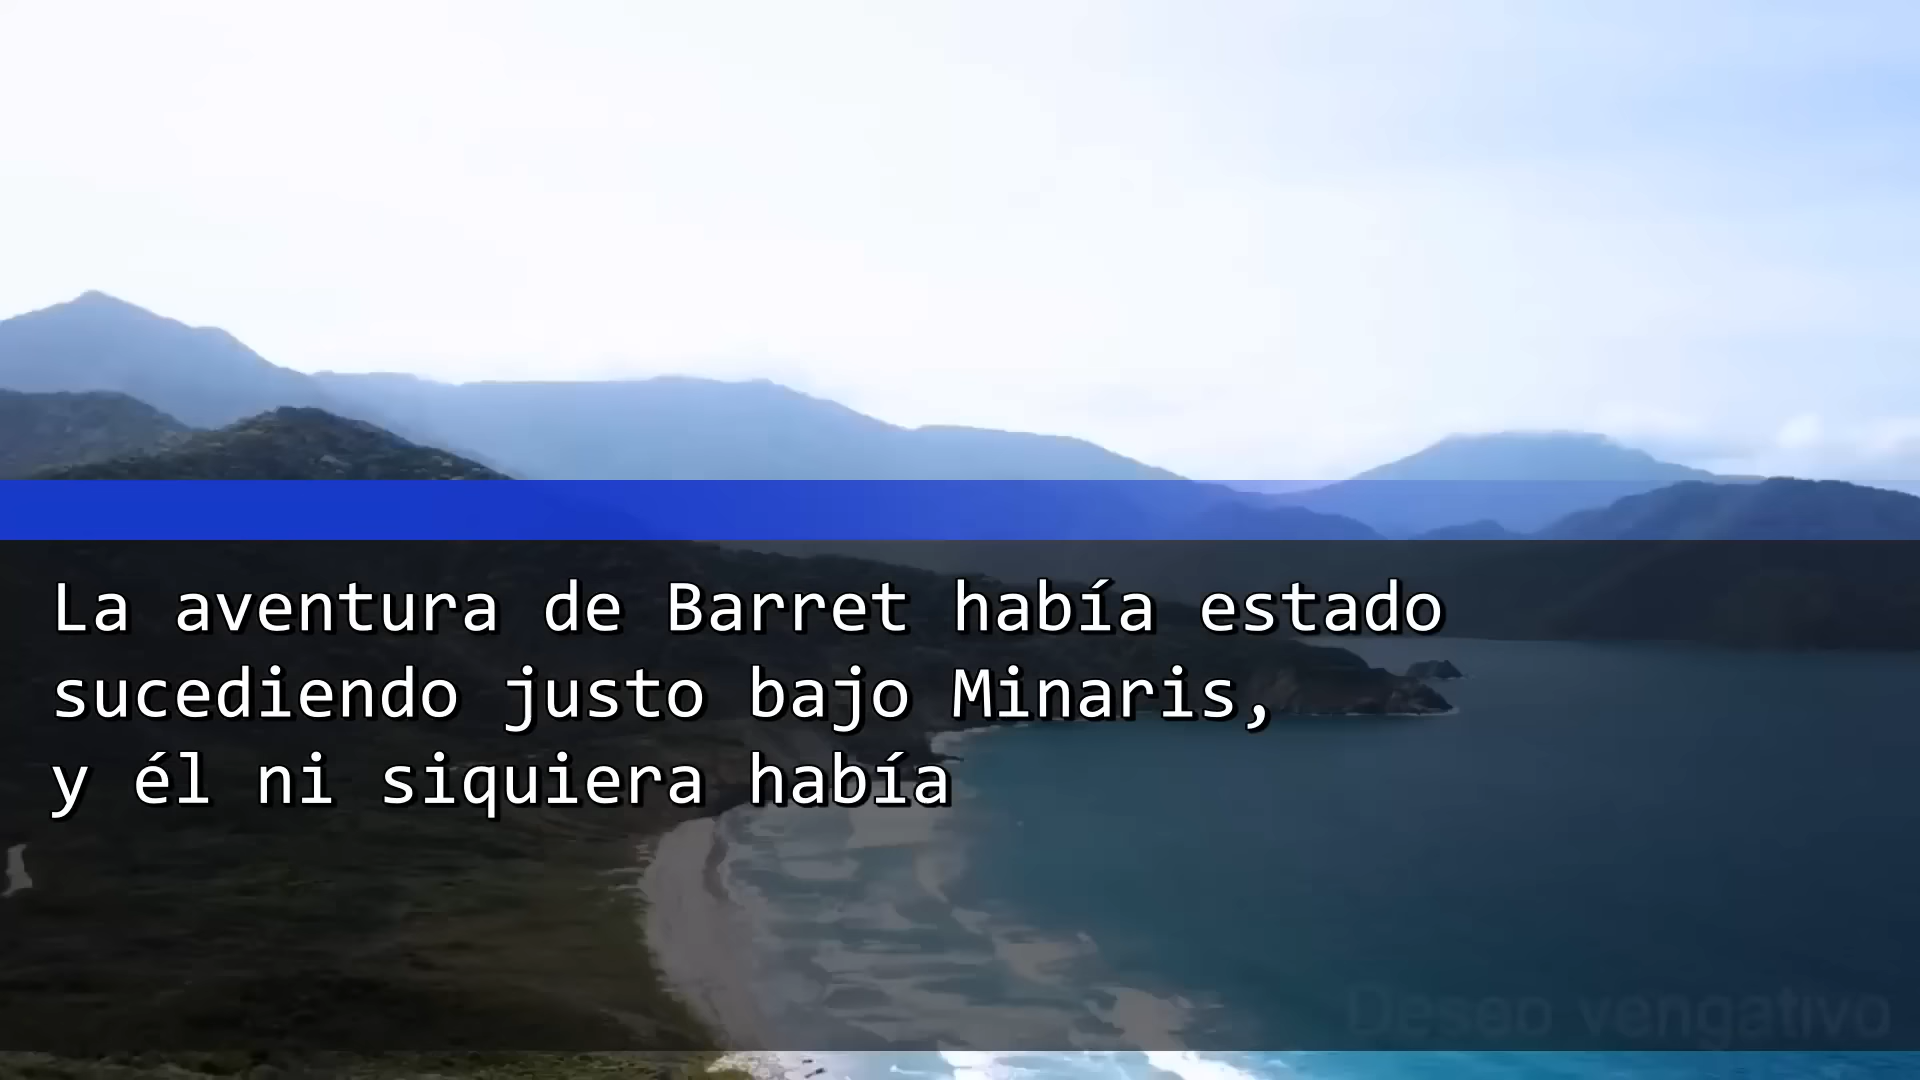 La aventura de Barret había estado
sucediendo justo bajo Minaris,
y él ni siquiera había
Deseo vengativo